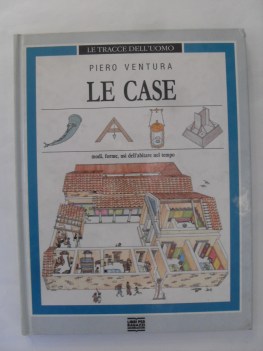 LE TRACCE DELL'UOMO
PIERO VENTURA
LE CASE
modi, forme, usi dell'abitare nel tempo